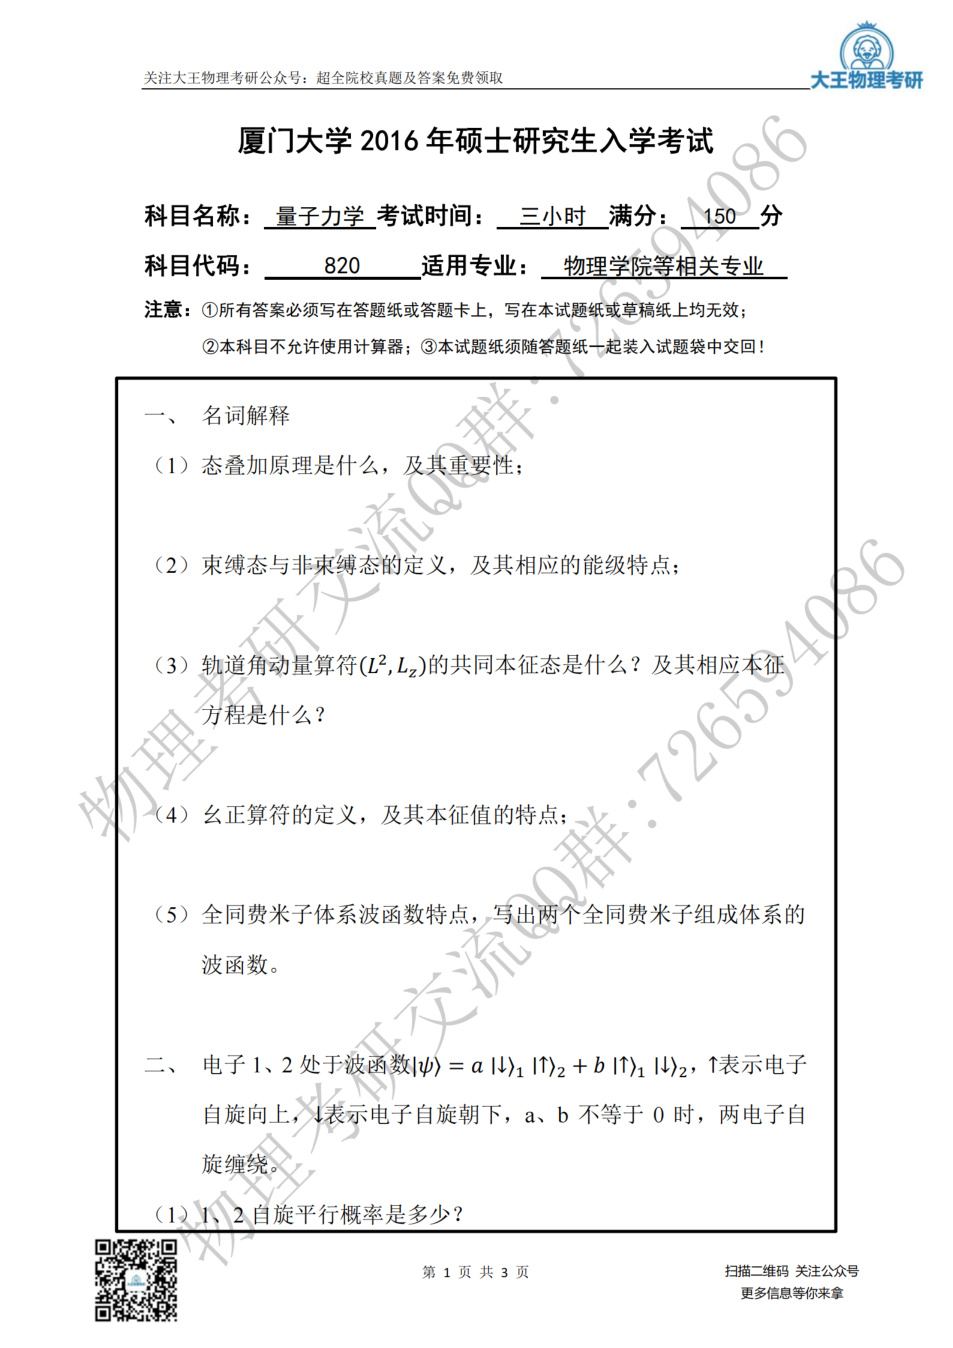 关注大王物理考研公众号：超全院校真题及答案免费领取
大王物理考研
厦门大学 2016 年硕士研究生入学考试
科目名称： 量子力学 考试时间： 三小时 满分： 150 分
科目代码： 820 适用专业： 物理学院等相关专业
注意：①所有答案必须写在答题纸或答题卡上，写在本试题纸或草稿纸上均无效；
②本科目不允许使用计算器；③本试题纸须随答题纸一起装入试题袋中交回！
一、 名词解释
（1）态叠加原理是什么，及其重要性；
（2）束缚态与非束缚态的定义，及其相应的能级特点；
（3）轨道角动量算符(L², L_z)的共同本征态是什么？及其相应本征
方程是什么？
（4）幺正算符的定义，及其本征值的特点；
（5）全同费米子体系波函数特点，写出两个全同费米子组成体系的
波函数。
二、 电子 1、2 处于波函数|ψ⟩ = a |↓⟩₁ |↑⟩₂ + b |↑⟩₁ |↓⟩₂，↑表示电子
自旋向上，↓表示电子自旋朝下，a、b 不等于 0 时，两电子自
旋缠绕。
（1）1、2 自旋平行概率是多少？
物理考研交流QQ群：726594086
物理考研交流QQ群：726594086
大王物理考研
第 1 页 共 3 页
扫描二维码 关注公众号
更多信息等你来拿